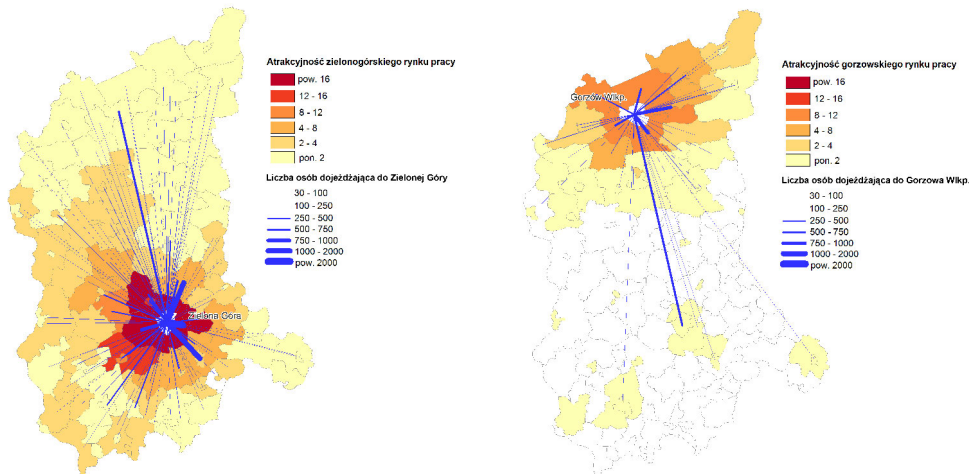 Atrakcyjność zielonogórskiego rynku pracy
pow. 16
12 - 16
8 - 12
4 - 8
2 - 4
pon. 2
Liczba osób dojeżdżająca do Zielonej Góry
30 - 100
100 - 250
250 - 500
500 - 750
750 - 1000
1000 - 2000
pow. 2000
Zielona Góra
Gorzów Wlkp.
Atrakcyjność gorzowskiego rynku pracy
pow. 16
12 - 16
8 - 12
4 - 8
2 - 4
pon. 2
Liczba osób dojeżdżająca do Gorzowa Wlkp.
30 - 100
100 - 250
250 - 500
500 - 750
750 - 1000
1000 - 2000
pow. 2000